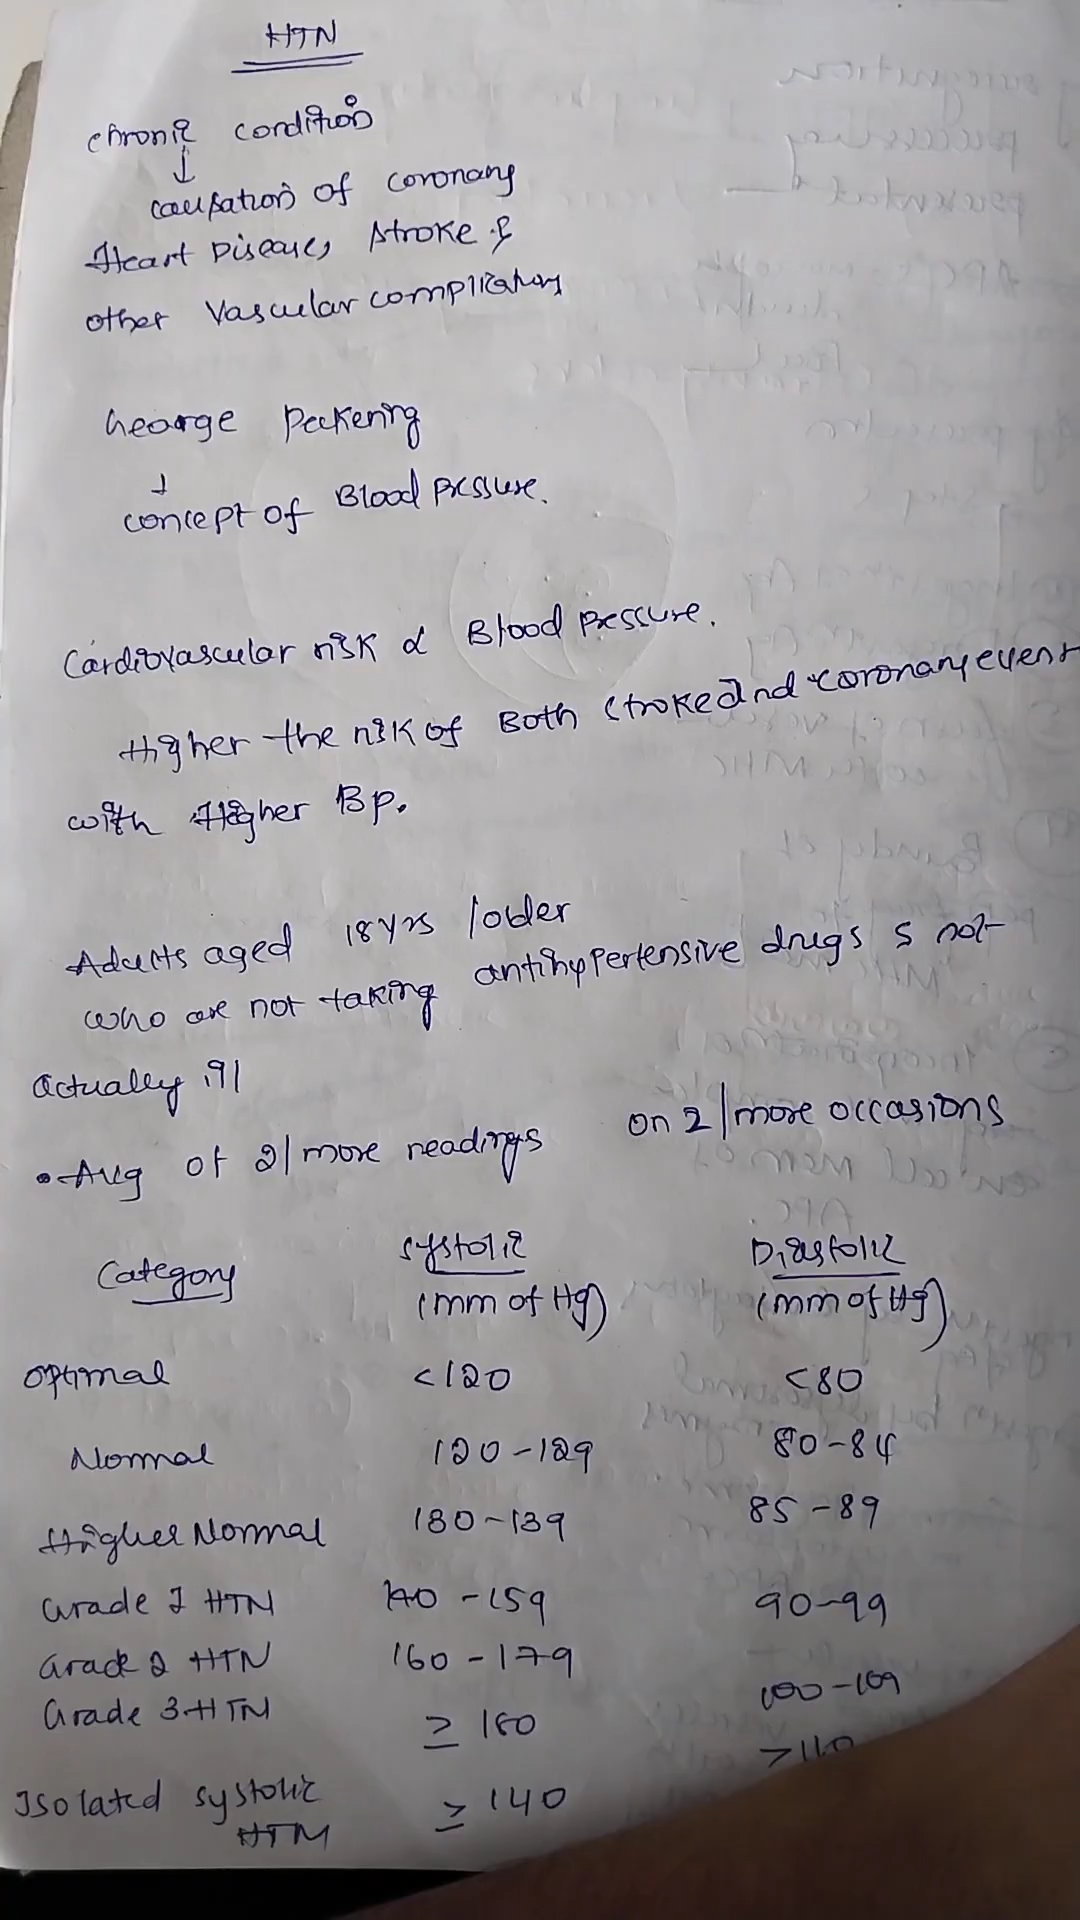 HTN
chronic condition
↓
causation of coronary
Heart Diseases, stroke &
other Vascular complications
George Peckering
↓
concept of Blood pressure.
Cardiovascular risk α Blood pressure.
Higher the risk of Both stroke and coronary event
with Higher Bp.
Adults aged 18yrs / older
who are not taking antihypertensive drugs s not
actually ill
• Avg of 2/more readings on 2/more occasions
Category Systolic Diastolic
(mm of Hg) (mm of Hg)
Optimal <120 <80
Normal 120-129 80-84
Higher Normal 130-139 85-89
Grade 1 HTN 140-159 90-99
Grade 2 HTN 160-179 100-109
Grade 3 HTN ≥ 180 >110
Isolated systolic ≥ 140
HTN